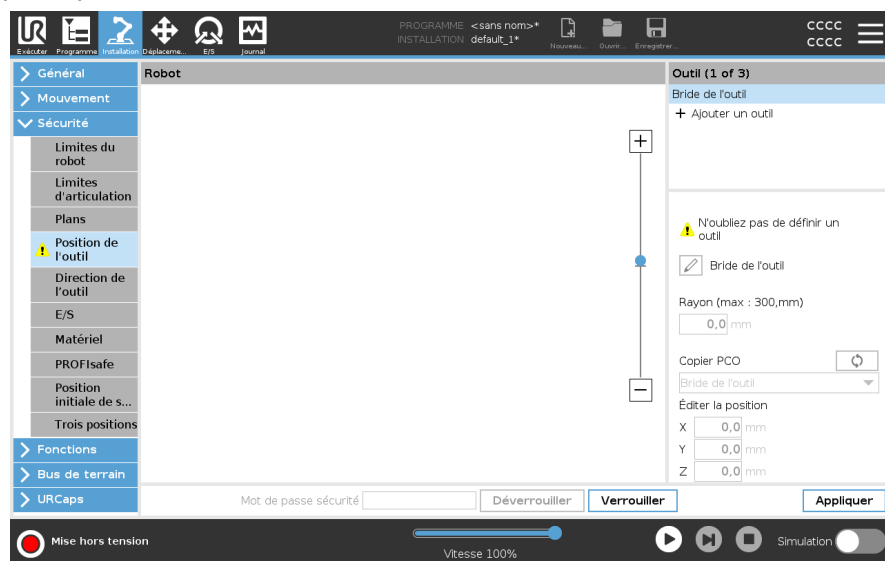 PROGRAMME <sans nom>*
INSTALLATION default_1*
Exécuter
Programme
Installation
Déplaceme...
E/S
Journal
Nouveau...
Ouvrir...
Enregistrer...
CCCC
CCCC
Général
Mouvement
Sécurité
Limites du
robot
Limites
d'articulation
Plans
Position de
l'outil
Direction de
l'outil
E/S
Matériel
PROFIsafe
Position
initiale de s...
Trois positions
Fonctions
Bus de terrain
URCaps
Robot
Outil (1 of 3)
Bride de l'outil
+ Ajouter un outil
N'oubliez pas de définir un
outil
Bride de l'outil
Rayon (max : 300,mm)
0,0 mm
Copier PCO
Bride de l'outil
Éditer la position
X 0,0 mm
Y 0,0 mm
Z 0,0 mm
Mot de passe sécurité
Déverrouiller
Verrouiller
Appliquer
Mise hors tension
Vitesse 100%
Simulation